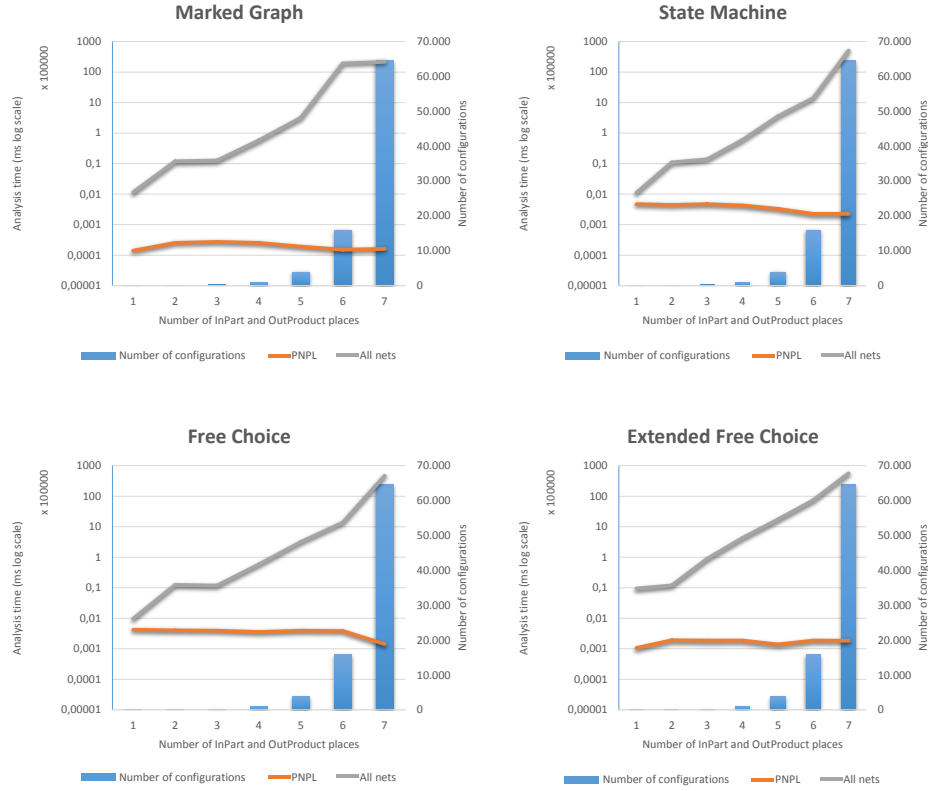 Marked Graph
x 100000
Analysis time (ms log scale)
1000
100
10
1
0,1
0,01
0,001
0,0001
0,00001
70.000
60.000
50.000
40.000
30.000
20.000
10.000
0
Number of configurations
1 2 3 4 5 6 7
Number of InPart and OutProduct places
Number of configurations PNPL All nets
State Machine
x 100000
Analysis time (ms log scale)
1000
100
10
1
0,1
0,01
0,001
0,0001
0,00001
70.000
60.000
50.000
40.000
30.000
20.000
10.000
0
Number of configurations
1 2 3 4 5 6 7
Number of InPart and OutProduct places
Number of configurations PNPL All nets
Free Choice
x 100000
Analysis time (ms log scale)
1000
100
10
1
0,1
0,01
0,001
0,0001
0,00001
70.000
60.000
50.000
40.000
30.000
20.000
10.000
0
Number of configurations
1 2 3 4 5 6 7
Number of InPart and OutProduct places
Number of configurations PNPL All nets
Extended Free Choice
x 100000
Analysis time (ms log scale)
1000
100
10
1
0,1
0,01
0,001
0,0001
0,00001
70.000
60.000
50.000
40.000
30.000
20.000
10.000
0
Number of configurations
1 2 3 4 5 6 7
Number of InPart and OutProduct places
Number of configurations PNPL All nets